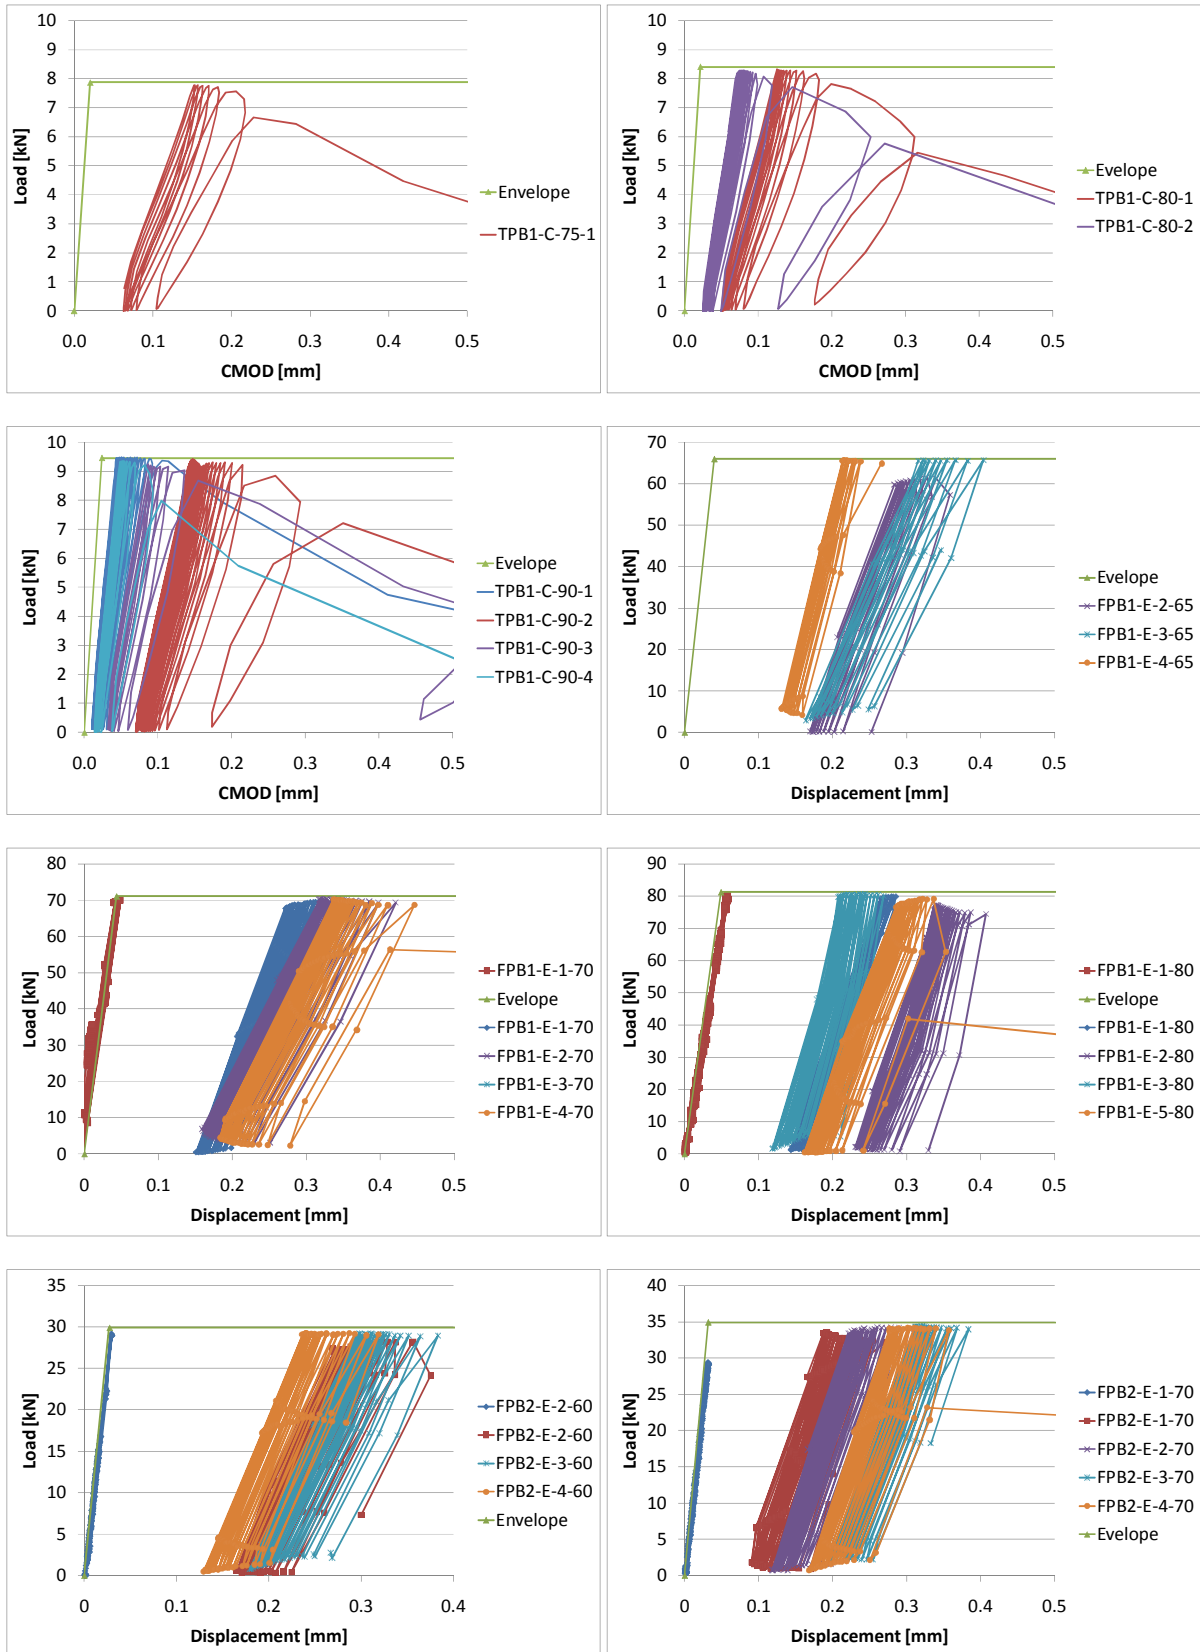 10
9
8
7
6
5
4
3
2
1
0
Load [kN]
0.0 0.1 0.2 0.3 0.4 0.5
CMOD [mm]
Envelope
TPB1-C-75-1
10
9
8
7
6
5
4
3
2
1
0
Load [kN]
0.0 0.1 0.2 0.3 0.4 0.5
CMOD [mm]
Evelope
TPB1-C-80-1
TPB1-C-80-2
10
9
8
7
6
5
4
3
2
1
0
Load [kN]
0.0 0.1 0.2 0.3 0.4 0.5
CMOD [mm]
Evelope
TPB1-C-90-1
TPB1-C-90-2
TPB1-C-90-3
TPB1-C-90-4
70
60
50
40
30
20
10
0
Load [kN]
0 0.1 0.2 0.3 0.4 0.5
Displacement [mm]
Evelope
FPB1-E-2-65
FPB1-E-3-65
FPB1-E-4-65
80
70
60
50
40
30
20
10
0
Load [kN]
0 0.1 0.2 0.3 0.4 0.5
Displacement [mm]
FPB1-E-1-70
Evelope
FPB1-E-1-70
FPB1-E-2-70
FPB1-E-3-70
FPB1-E-4-70
90
80
70
60
50
40
30
20
10
0
Load [kN]
0 0.1 0.2 0.3 0.4 0.5
Displacement [mm]
FPB1-E-1-80
Evelope
FPB1-E-1-80
FPB1-E-2-80
FPB1-E-3-80
FPB1-E-5-80
35
30
25
20
15
10
5
0
Load [kN]
0 0.1 0.2 0.3 0.4
Displacement [mm]
FPB2-E-2-60
FPB2-E-2-60
FPB2-E-3-60
FPB2-E-4-60
Envelope
40
35
30
25
20
15
10
5
0
Load [kN]
0 0.1 0.2 0.3 0.4 0.5
Displacement [mm]
FPB2-E-1-70
FPB2-E-1-70
FPB2-E-2-70
FPB2-E-3-70
FPB2-E-4-70
Evelope